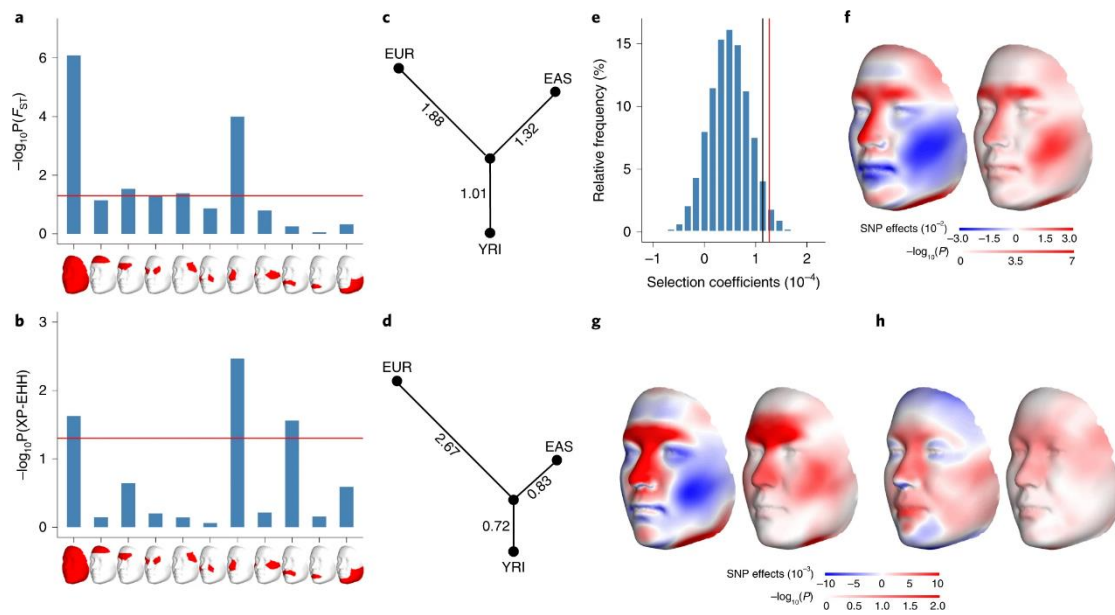 a
6
4
2
0
−log₁₀P(F_ST)
b
3
2
1
0
−log₁₀P(XP-EHH)
c
EUR
EAS
1.88
1.32
1.01
YRI
d
EUR
EAS
2.67
0.83
0.72
YRI
e
15
10
5
0
Relative frequency (%)
−1 0 1 2
Selection coefficients (10⁻⁴)
f
SNP effects (10⁻²)
−3.0 −1.5 0 1.5 3.0
−log₁₀(P)
0 3.5 7
g
h
SNP effects (10⁻³)
−10 −5 0 5 10
−log₁₀(P)
0 0.5 1 1.5 2.0